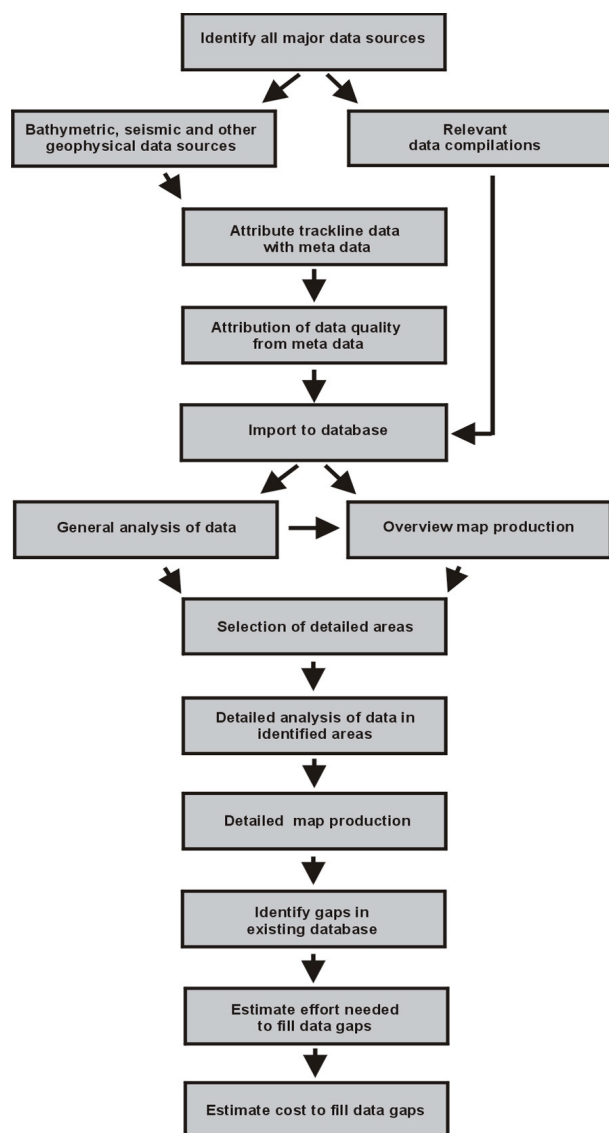 Identify all major data sources
Bathymetric, seismic and other
geophysical data sources
Relevant
data compilations
Attribute trackline data
with meta data
Attribution of data quality
from meta data
Import to database
General analysis of data
Overview map production
Selection of detailed areas
Detailed analysis of data in
identified areas
Detailed map production
Identify gaps in
existing database
Estimate effort needed
to fill data gaps
Estimate cost to fill data gaps